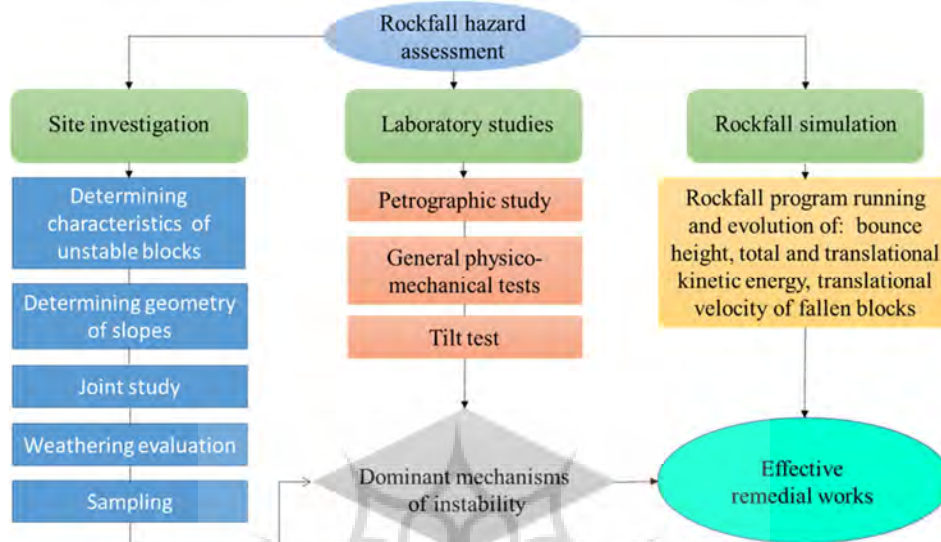 Rockfall hazard
assessment
Site investigation
Laboratory studies
Rockfall simulation
Determining
characteristics of
unstable blocks
Determining geometry
of slopes
Joint study
Weathering evaluation
Sampling
Petrographic study
General physico-
mechanical tests
Tilt test
Rockfall program running
and evolution of: bounce
height, total and translational
kinetic energy, translational
velocity of fallen blocks
Dominant mechanisms
of instability
Effective
remedial works